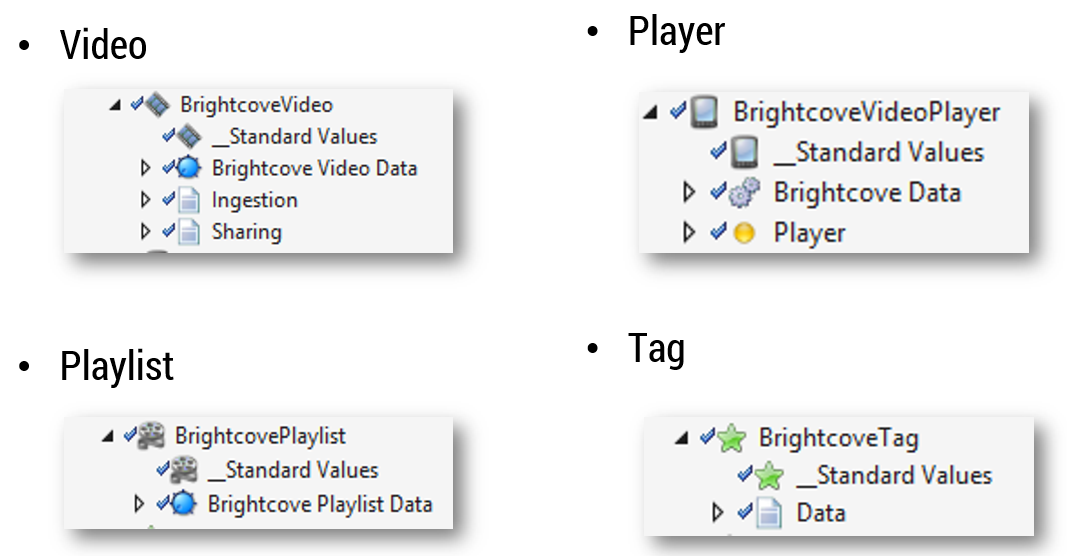 • Video
BrightcoveVideo
__Standard Values
Brightcove Video Data
Ingestion
Sharing
• Player
BrightcoveVideoPlayer
__Standard Values
Brightcove Data
Player
• Playlist
BrightcovePlaylist
__Standard Values
Brightcove Playlist Data
• Tag
BrightcoveTag
__Standard Values
Data